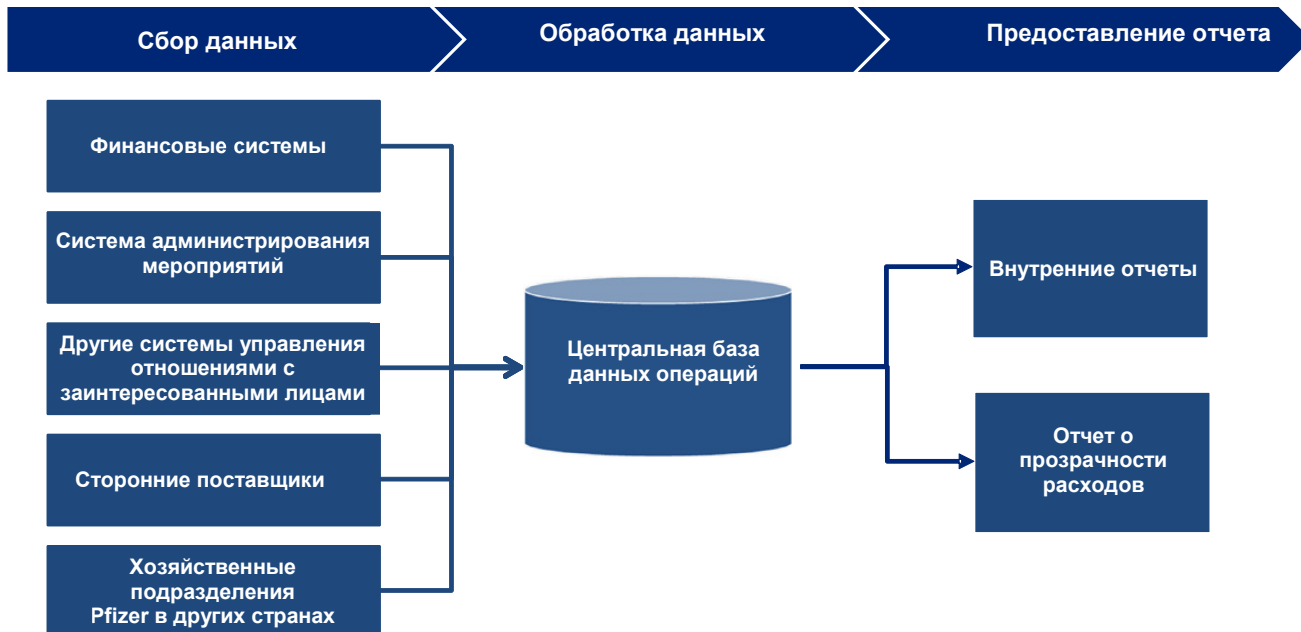 Сбор данных
Обработка данных
Предоставление отчета
Финансовые системы
Система администрирования
мероприятий
Другие системы управления
отношениями с
заинтересованными лицами
Сторонние поставщики
Хозяйственные
подразделения
Pfizer в других странах
Центральная база
данных операций
Внутренние отчеты
Отчет о
прозрачности
расходов